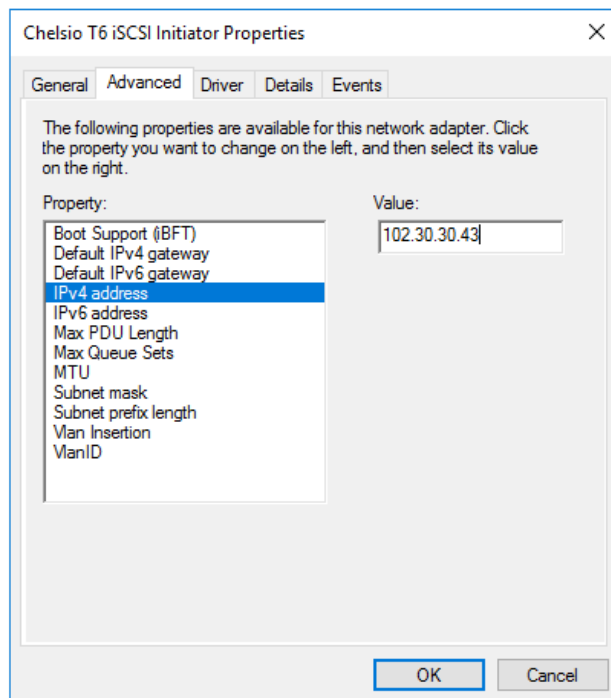 Chelsio T6 iSCSI Initiator Properties
General Advanced Driver Details Events
The following properties are available for this network adapter. Click
the property you want to change on the left, and then select its value
on the right.
Property:
Value:
Boot Support (iBFT)
Default IPv4 gateway
Default IPv6 gateway
IPv4 address
IPv6 address
Max PDU Length
Max Queue Sets
MTU
Subnet mask
Subnet prefix length
Vlan Insertion
VlanID
102.30.30.43
OK
Cancel